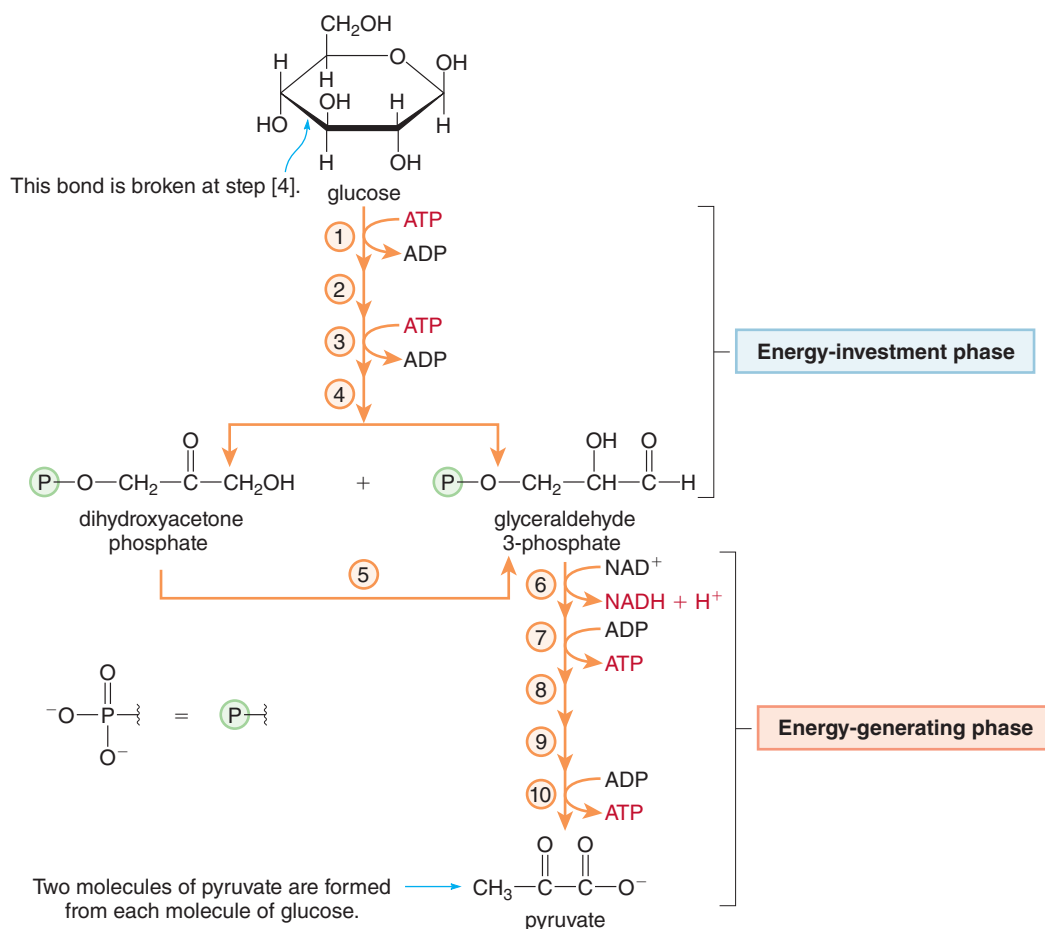 CH₂OH
H
O
OH
H
OH
H
HO
H
H
OH
This bond is broken at step [4].
glucose
1
ATP
ADP
2
3
ATP
ADP
4
Energy-investment phase
O
P—O—CH₂—C—CH₂OH
+
OH O
P—O—CH₂—CH—C—H
dihydroxyacetone
phosphate
glyceraldehyde
3-phosphate
5
6
NAD⁺
NADH + H⁺
7
ADP
ATP
8
9
10
ADP
ATP
Energy-generating phase
O
⁻O—P
O⁻
=
P
O O
CH₃—C—C—O⁻
pyruvate
Two molecules of pyruvate are formed
from each molecule of glucose.